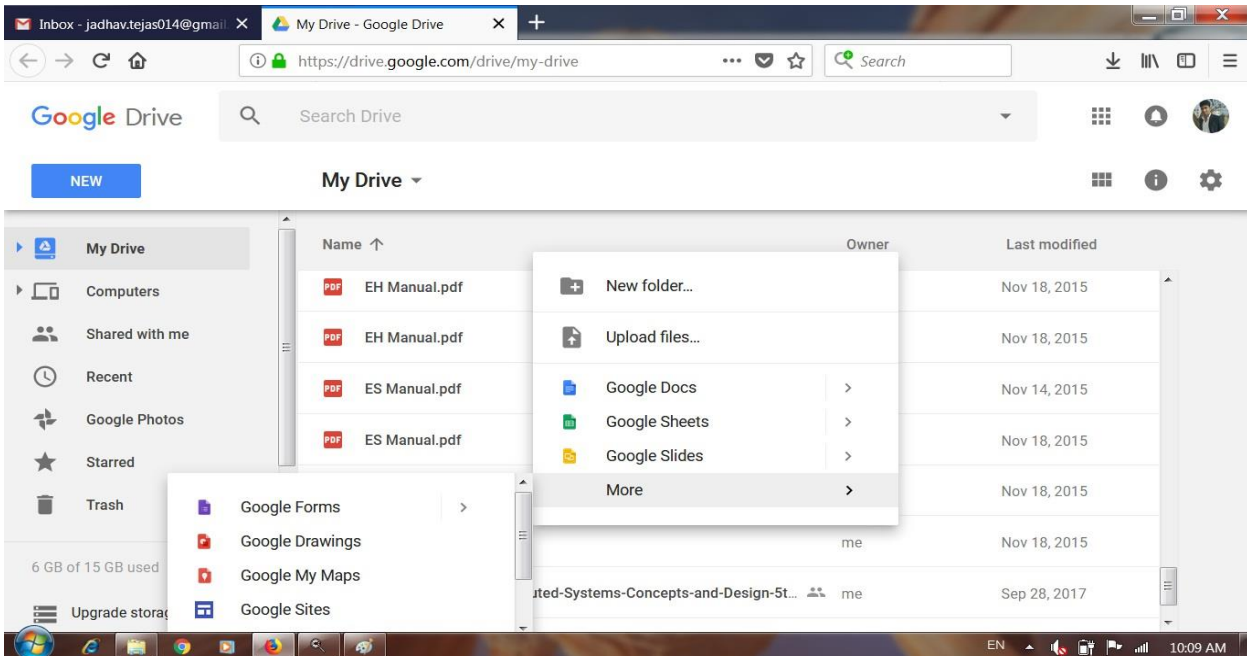 Inbox - jadhav.tejas014@gmail
My Drive - Google Drive
https://drive.google.com/drive/my-drive
Search
Google Drive
Search Drive
NEW
My Drive
My Drive
Computers
Shared with me
Recent
Google Photos
Starred
Trash
6 GB of 15 GB used
Upgrade storag
Name
Owner
Last modified
PDF EH Manual.pdf Nov 18, 2015
PDF EH Manual.pdf Nov 18, 2015
PDF ES Manual.pdf Nov 14, 2015
PDF ES Manual.pdf Nov 18, 2015
Nov 18, 2015
me Nov 18, 2015
uted-Systems-Concepts-and-Design-5t... me Sep 28, 2017
New folder...
Upload files...
Google Docs
Google Sheets
Google Slides
More
Google Forms
Google Drawings
Google My Maps
Google Sites
EN
10:09 AM